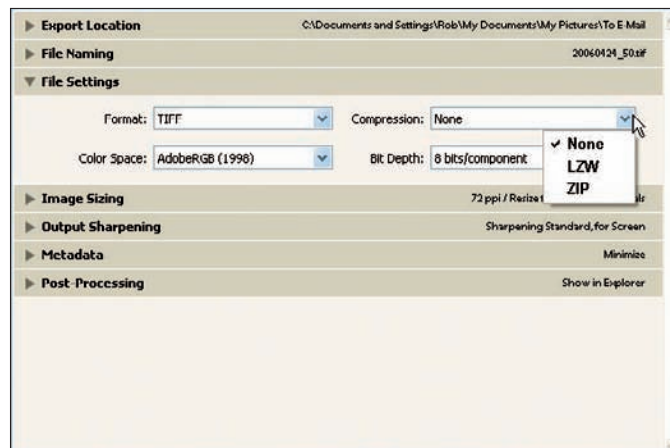 Export Location C:\Documents and Settings\Rob\My Documents\My Pictures\To E-Mail
File Naming 20060424_50.tif
File Settings
Format: TIFF Compression: None
None
Color Space: AdobeRGB (1998) Bit Depth: 8 bits/component
LZW
ZIP
Image Sizing 72 ppi / Resize
Output Sharpening Sharpening Standard, for Screen
Metadata Minimize
Post-Processing Show in Explorer